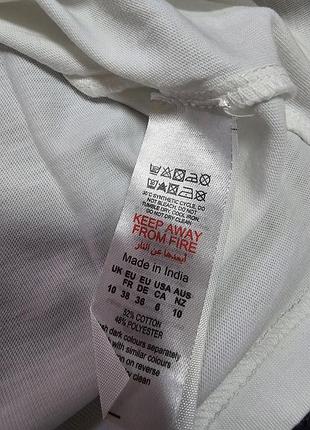 30°C SYNTHETIC CYCLE, DO
NOT BLEACH, DO NOT
TUMBLE DRY, COOL IRON,
DO NOT DRY CLEAN.
KEEP AWAY
FROM FIRE
أبعدها عن النار
Made in India
UK EU EU USA AUS
FR DE CA NZ
10 38 36 6 10
52% COTTON
48% POLYESTER
sh dark colours separately
with similar colours
on on reverse
y clean